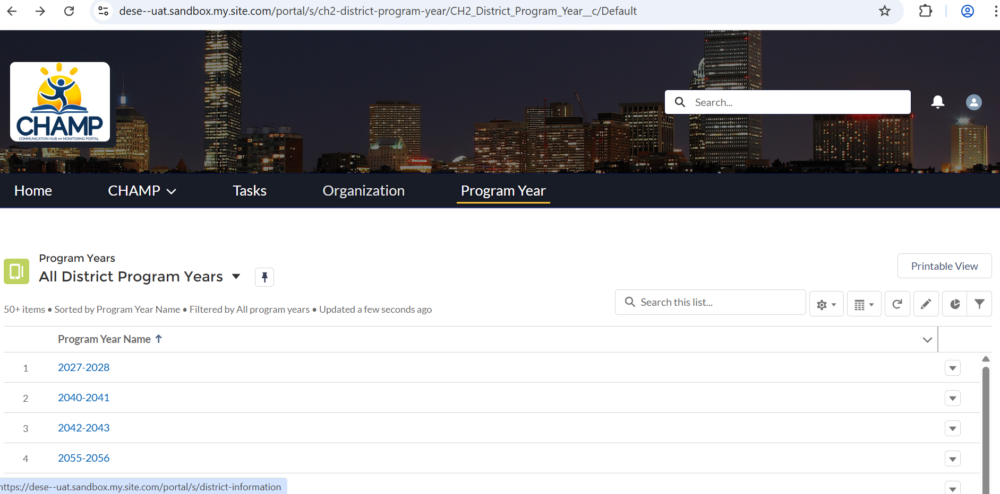 dese--uat.sandbox.my.site.com/portal/s/ch2-district-program-year/CH2_District_Program_Year__c/Default
CHAMP
COMMUNICATION HUB AND MONITORING PORTAL
Search...
Home
CHAMP
Tasks
Organization
Program Year
Program Years
All District Program Years
Printable View
50+ items • Sorted by Program Year Name • Filtered by All program years • Updated a few seconds ago
Search this list...
Program Year Name
1 2027-2028
2 2040-2041
3 2042-2043
4 2055-2056
https://dese--uat.sandbox.my.site.com/portal/s/district-information